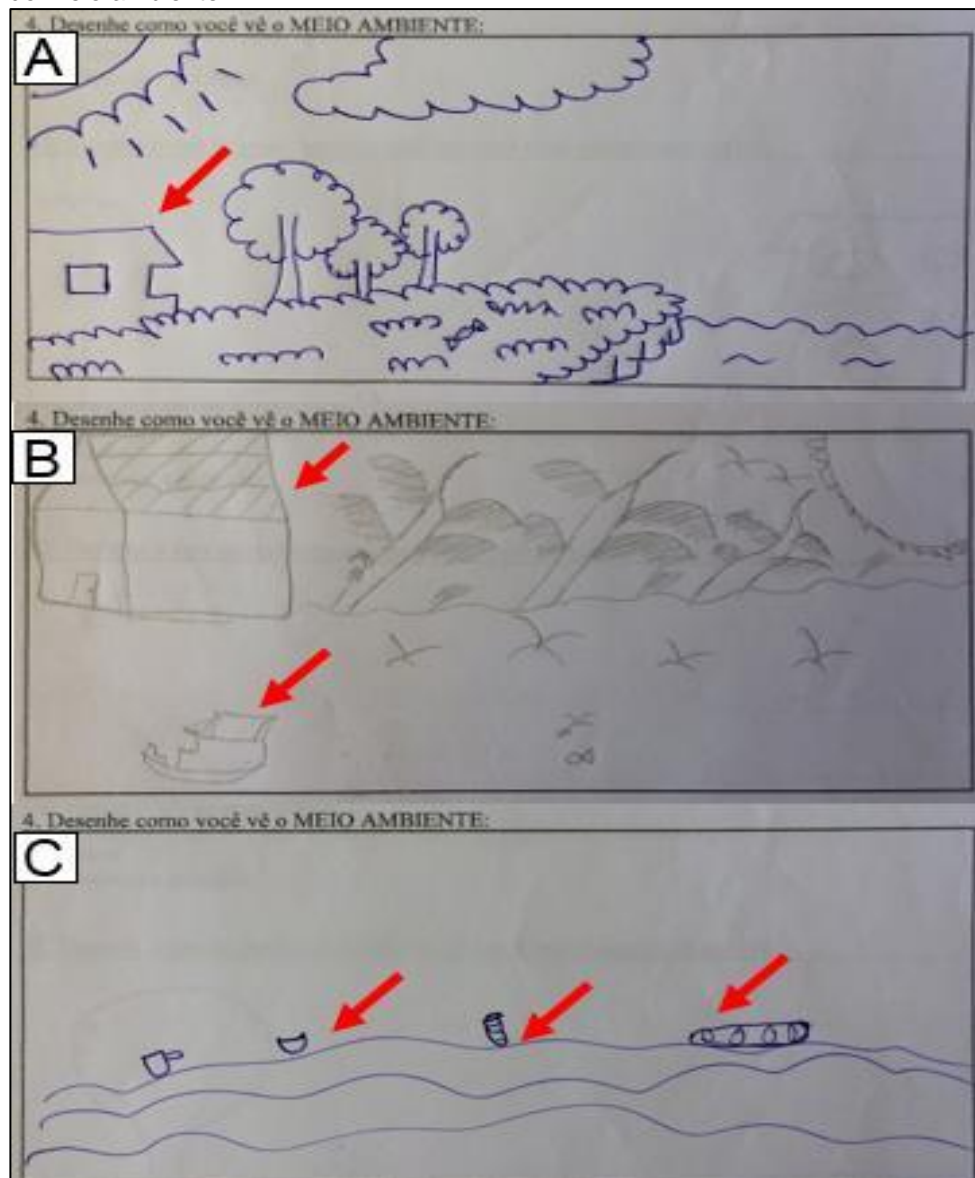 4. Desenhe como você vê o MEIO AMBIENTE:
A
4. Desenhe como você vê o MEIO AMBIENTE:
B
4. Desenhe como você vê o MEIO AMBIENTE:
C